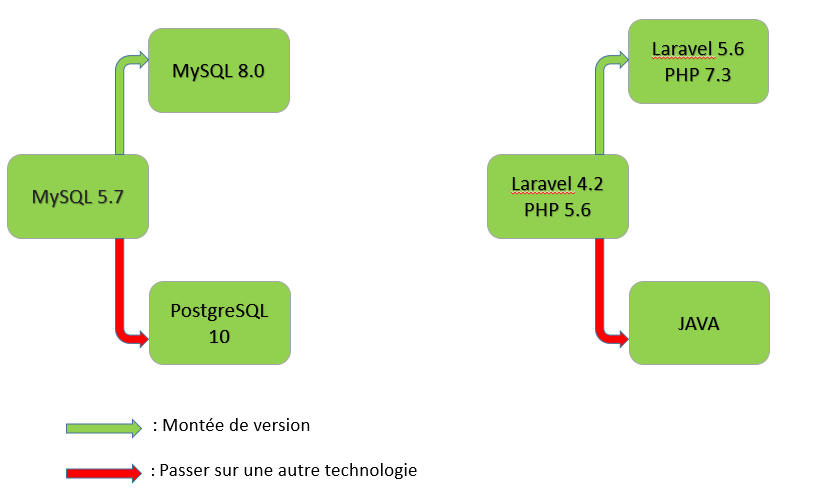 MySQL 8.0
MySQL 5.7
PostgreSQL
10
Laravel 5.6
PHP 7.3
Laravel 4.2
PHP 5.6
JAVA
: Montée de version
: Passer sur une autre technologie